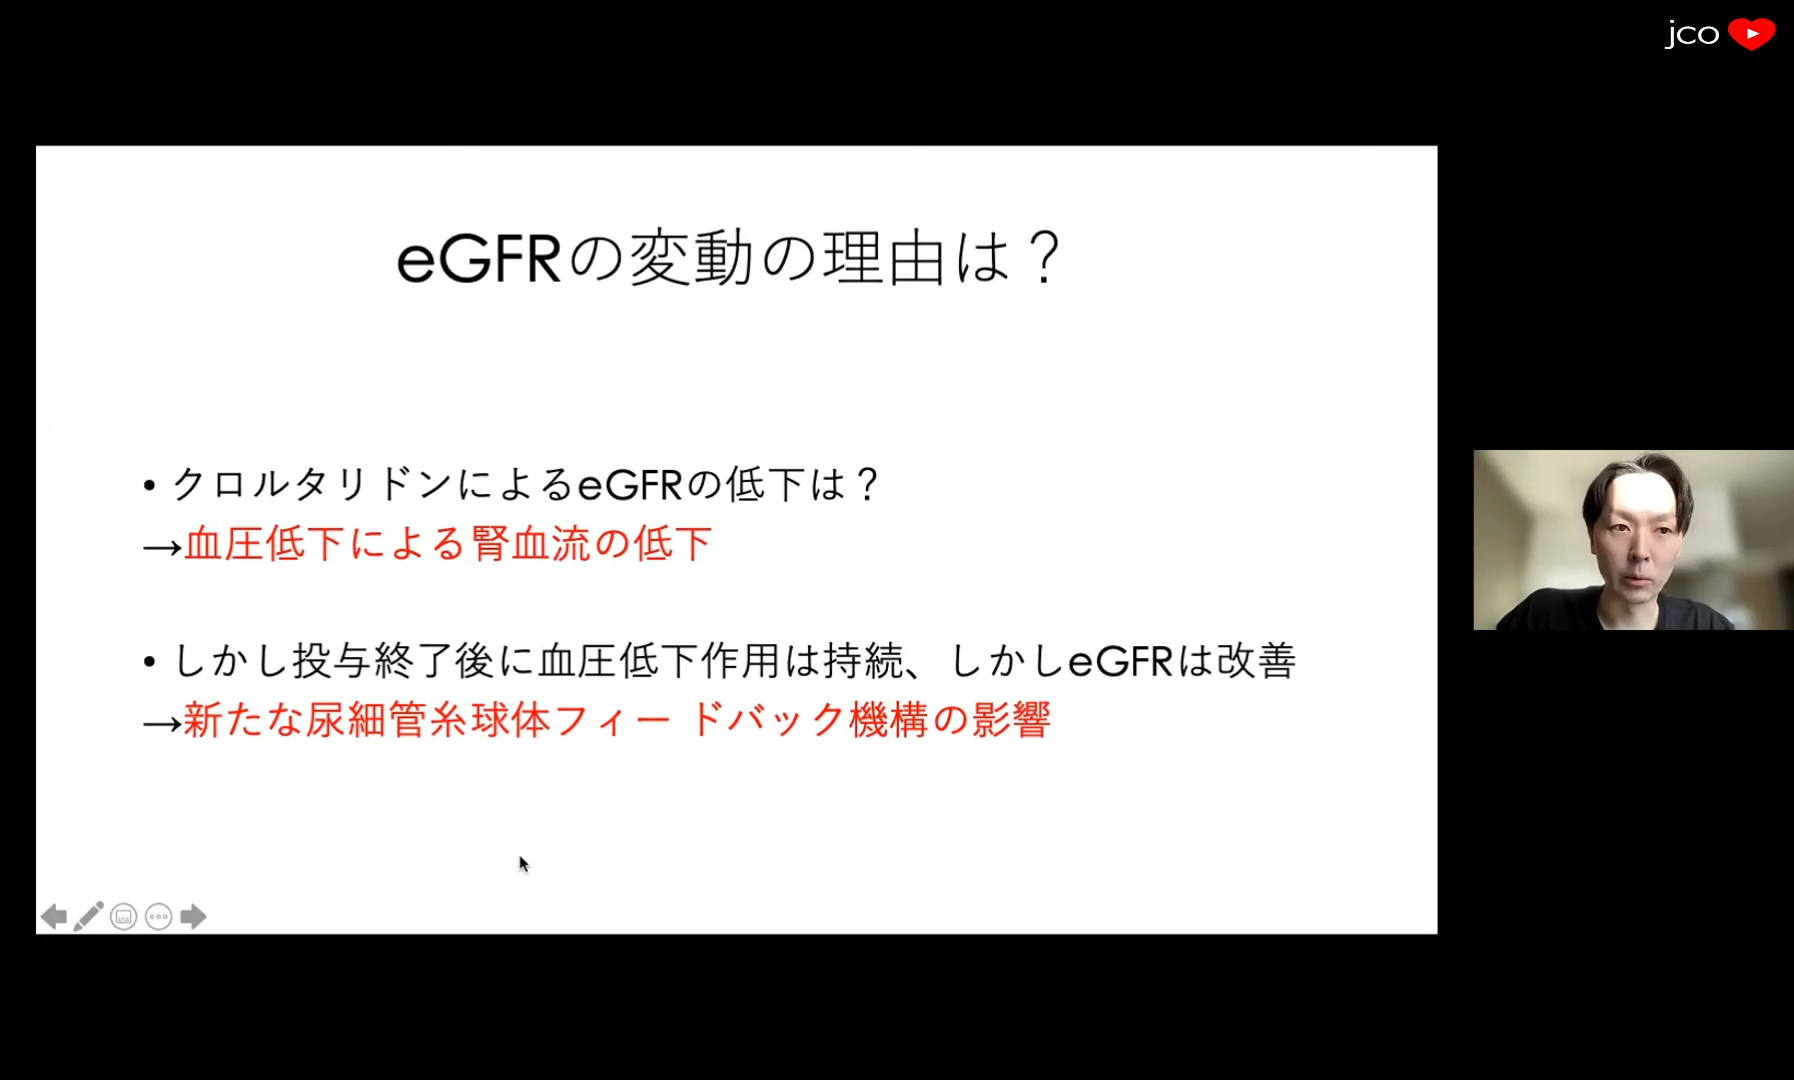 jco
eGFRの変動の理由は？
• クロルタリドンによるeGFRの低下は？
→血圧低下による腎血流の低下
• しかし投与終了後に血圧低下作用は持続、しかしeGFRは改善
→新たな尿細管糸球体フィードバック機構の影響